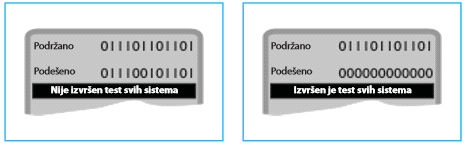 Podržano 011101101101
Podešeno 011100101101
Nije izvršen test svih sistema
Podržano 011101101101
Podešeno 000000000000
Izvršen je test svih sistema